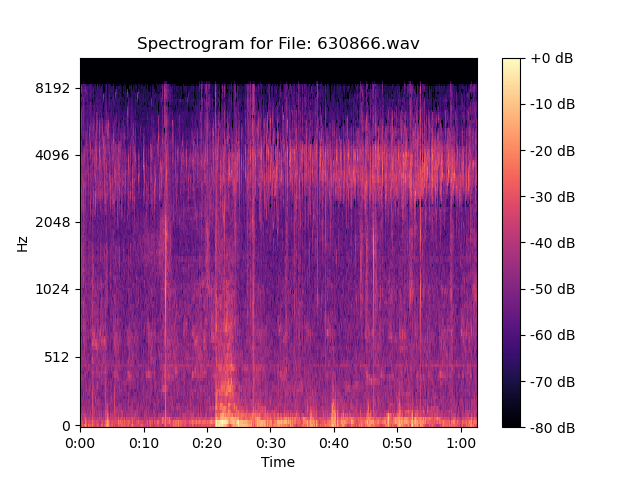 Spectrogram for File: 630866.wav
Hz
8192
4096
2048
1024
512
0
0:00 0:10 0:20 0:30 0:40 0:50 1:00
Time
+0 dB
-10 dB
-20 dB
-30 dB
-40 dB
-50 dB
-60 dB
-70 dB
-80 dB